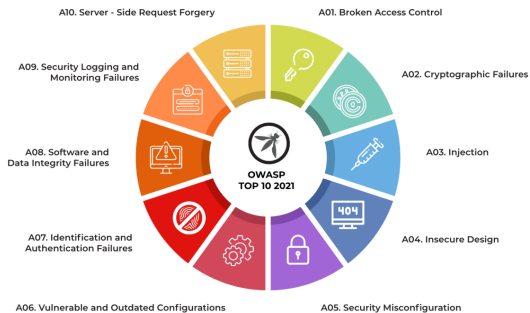 A10. Server - Side Request Forgery
A01. Broken Access Control
A09. Security Logging and
Monitoring Failures
A02. Cryptographic Failures
A08. Software and
Data Integrity Failures
OWASP
TOP 10 2021
A03. Injection
404
A07. Identification and
Authentication Failures
A04. Insecure Design
A06. Vulnerable and Outdated Configurations
A05. Security Misconfiguration